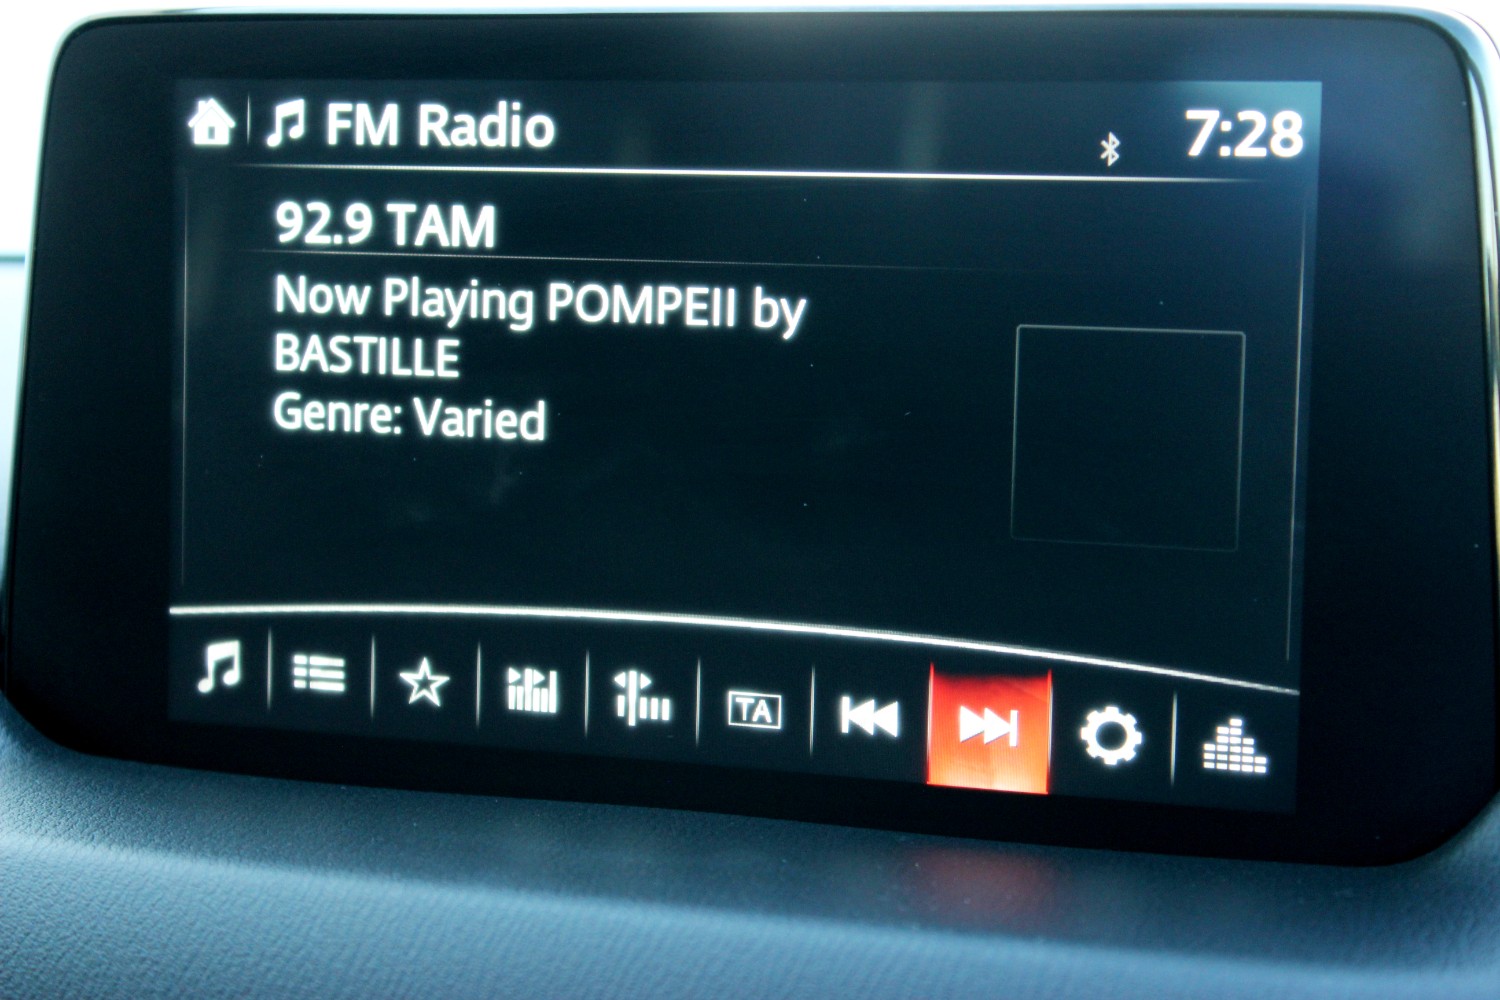 FM Radio
7:28
92.9 TAM
Now Playing POMPEII by
BASTILLE
Genre: Varied
TA